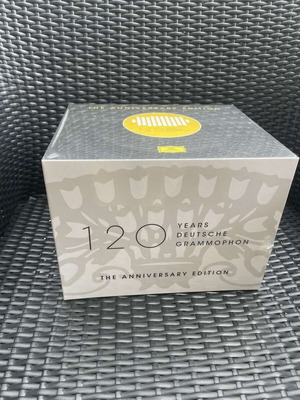 THE ANNIVERSARY EDITION
120
YEARS
DEUTSCHE
GRAMMOPHON
THE ANNIVERSARY EDITION